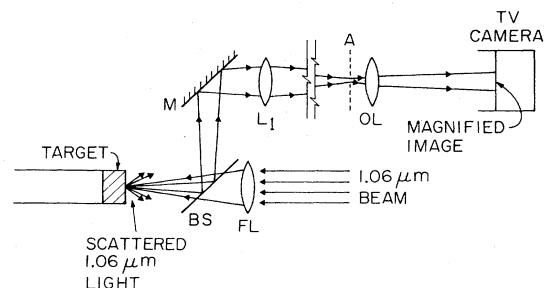 TV
CAMERA
A
M
L1
OL
MAGNIFIED
IMAGE
TARGET
1.06 µm
BEAM
BS
FL
SCATTERED
1.06 µm
LIGHT